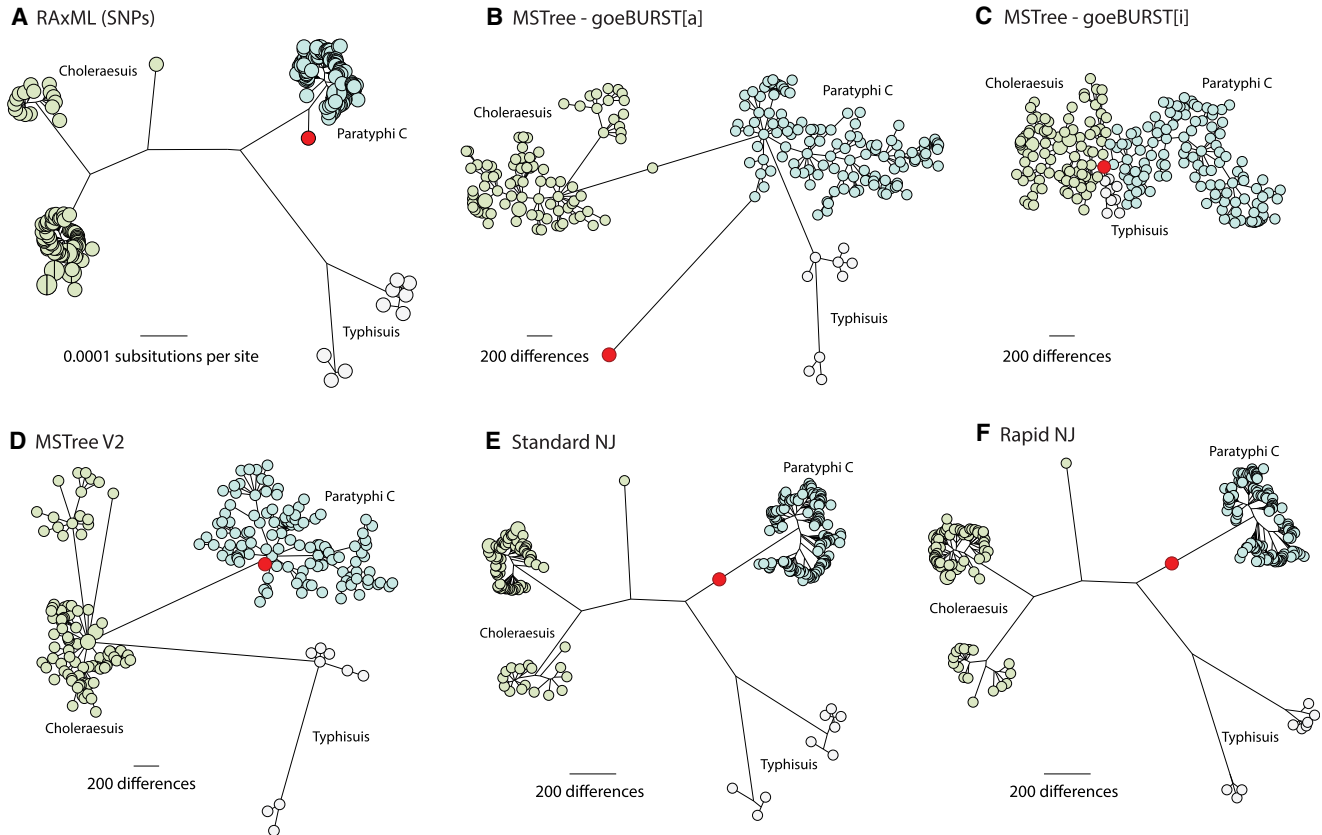 A RAxML (SNPs)
Choleraesuis
Paratyphi C
Typhisuis
0.0001 subsitutions per site
B MSTree - goeBURST[a]
Choleraesuis
Paratyphi C
Typhisuis
200 differences
C MSTree - goeBURST[i]
Choleraesuis
Paratyphi C
Typhisuis
200 differences
D MSTree V2
Paratyphi C
Choleraesuis
Typhisuis
200 differences
E Standard NJ
Paratyphi C
Choleraesuis
Typhisuis
200 differences
F Rapid NJ
Paratyphi C
Choleraesuis
Typhisuis
200 differences